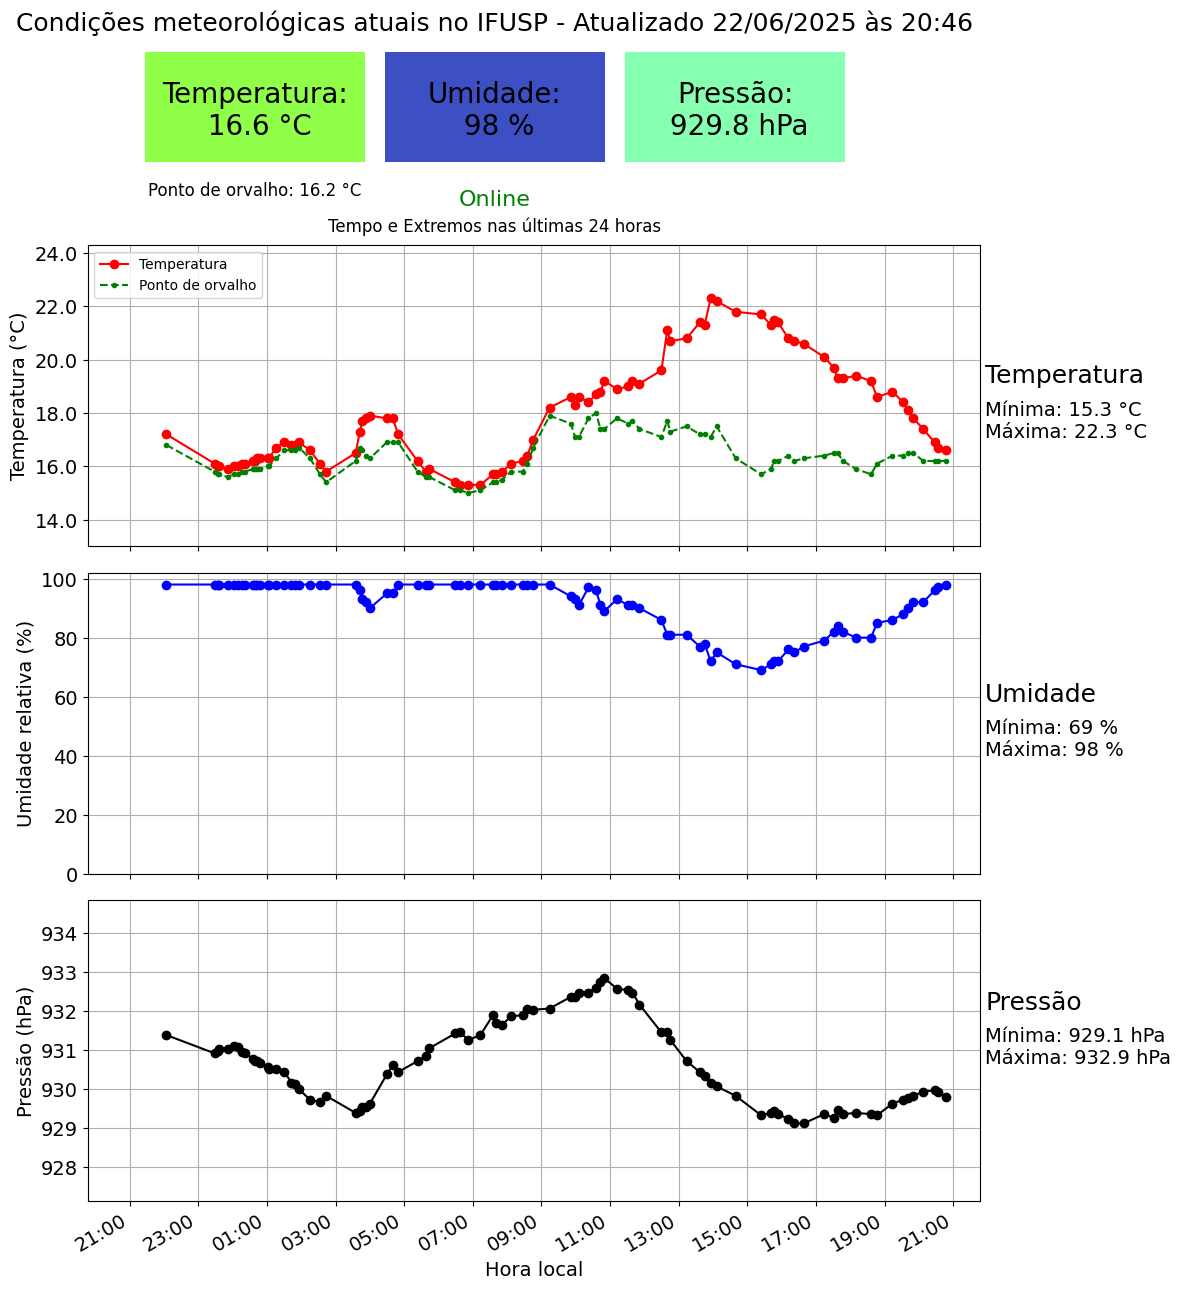 Condições meteorológicas atuais no IFUSP - Atualizado 22/06/2025 às 20:46
Temperatura:
16.6 °C
Umidade:
98 %
Pressão:
929.8 hPa
Ponto de orvalho: 16.2 °C
Online
Tempo e Extremos nas últimas 24 horas
Temperatura
Ponto de orvalho
Temperatura (°C)
24.0
22.0
20.0
18.0
16.0
14.0
Temperatura
Mínima: 15.3 °C
Máxima: 22.3 °C
Umidade relativa (%)
100
80
60
40
20
0
Umidade
Mínima: 69 %
Máxima: 98 %
Pressão (hPa)
934
933
932
931
930
929
928
Pressão
Mínima: 929.1 hPa
Máxima: 932.9 hPa
21:00 23:00 01:00 03:00 05:00 07:00 09:00 11:00 13:00 15:00 17:00 19:00 21:00
Hora local